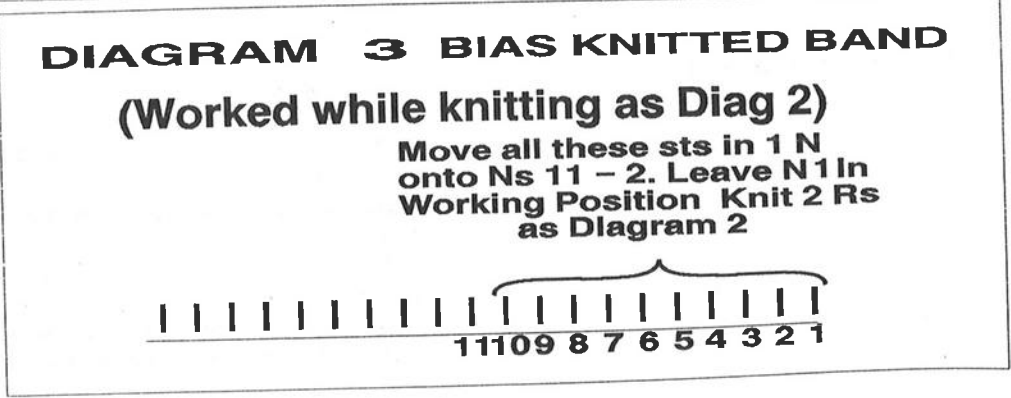 DIAGRAM 3 BIAS KNITTED BAND
(Worked while knitting as Diag 2)
Move all these sts in 1 N
onto Ns 11 – 2. Leave N 1 In
Working Position Knit 2 Rs
as DIagram 2
11 10 9 8 7 6 5 4 3 2 1